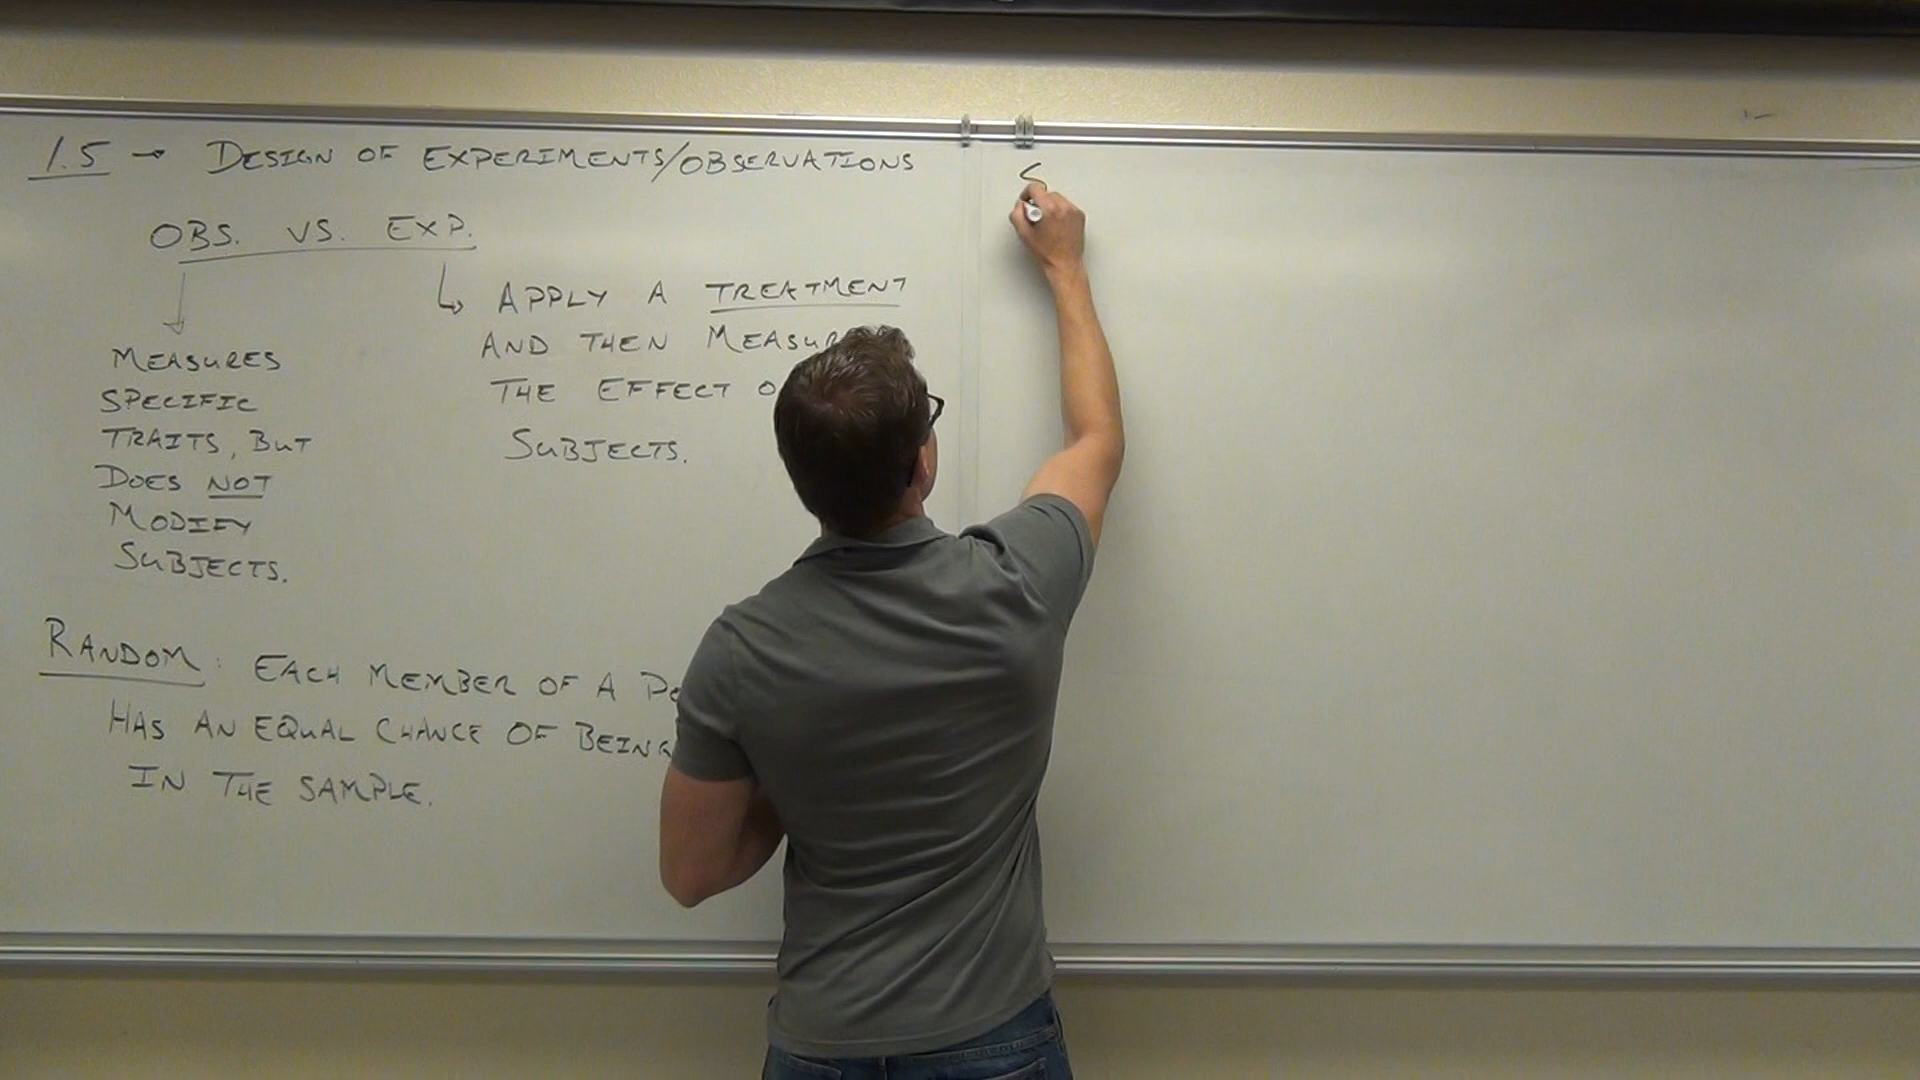 1.5 → DESIGN OF EXPERIMENTS/OBSERVATIONS
OBS. VS. EXP.
MEASURES
SPECIFIC
TRAITS, BUT
DOES NOT
MODIFY
SUBJECTS.
APPLY A TREATMENT
AND THEN
THE EFFECT
SUBJECTS.
RANDOM: EACH MEMBER OF A
HAS AN EQUAL CHANCE OF BEING
IN THE SAMPLE.
S